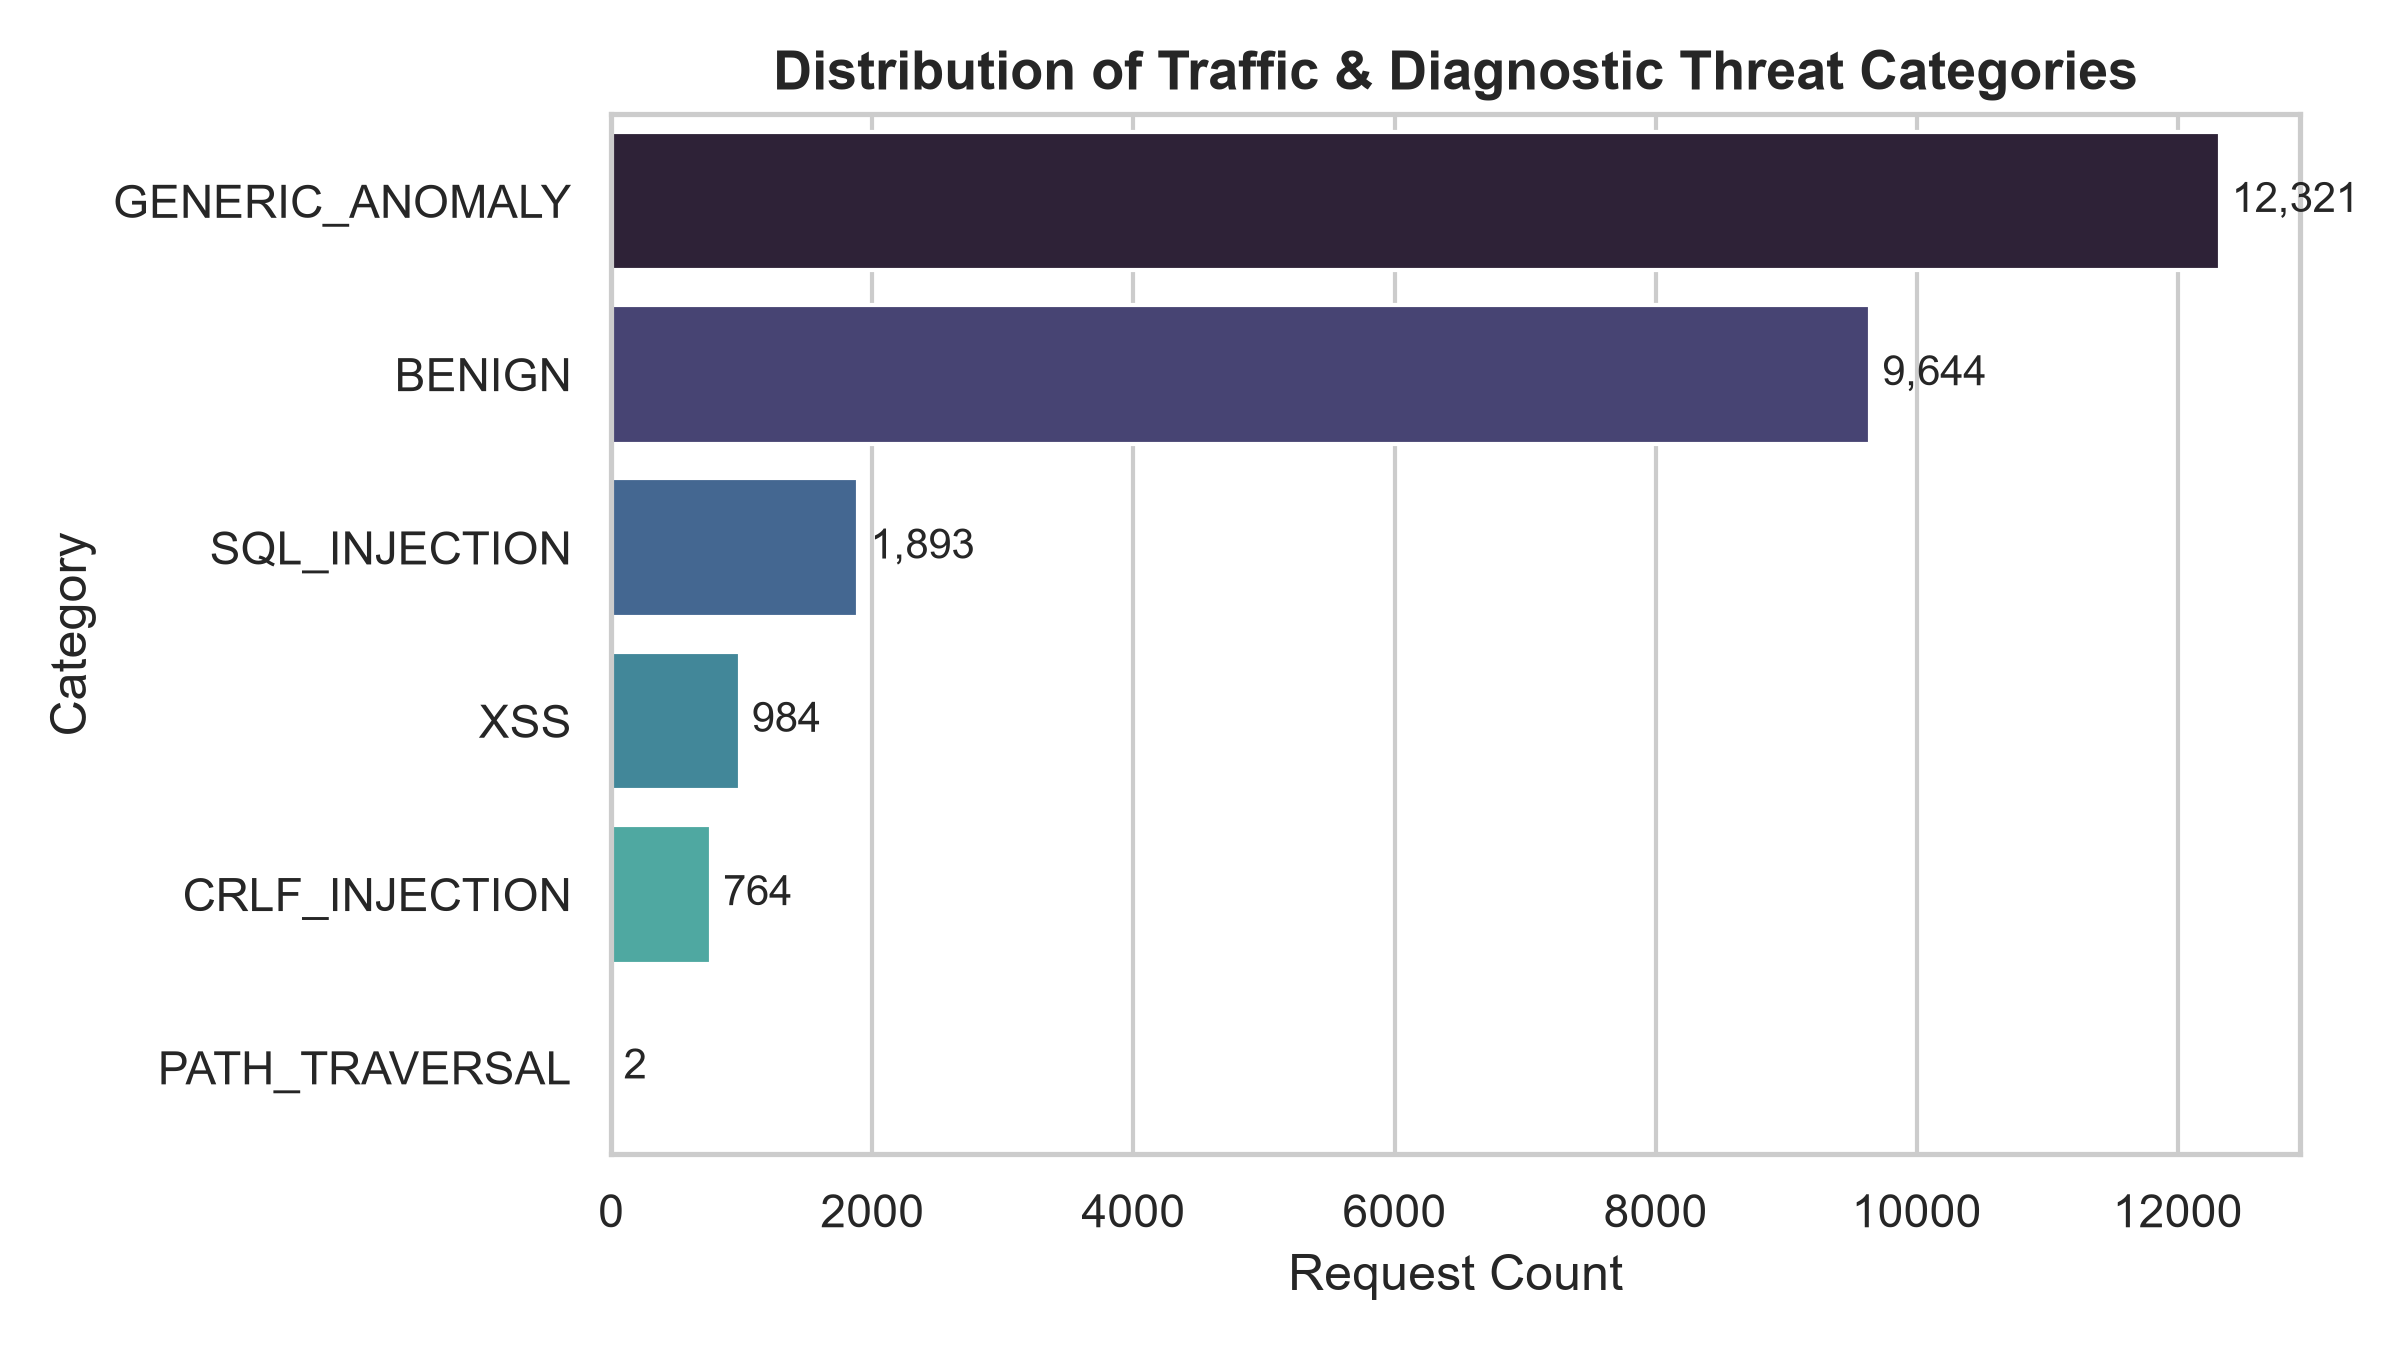 Distribution of Traffic & Diagnostic Threat Categories
Category
GENERIC_ANOMALY 12,321
BENIGN 9,644
SQL_INJECTION 1,893
XSS 984
CRLF_INJECTION 764
PATH_TRAVERSAL 2
0 2000 4000 6000 8000 10000 12000
Request Count